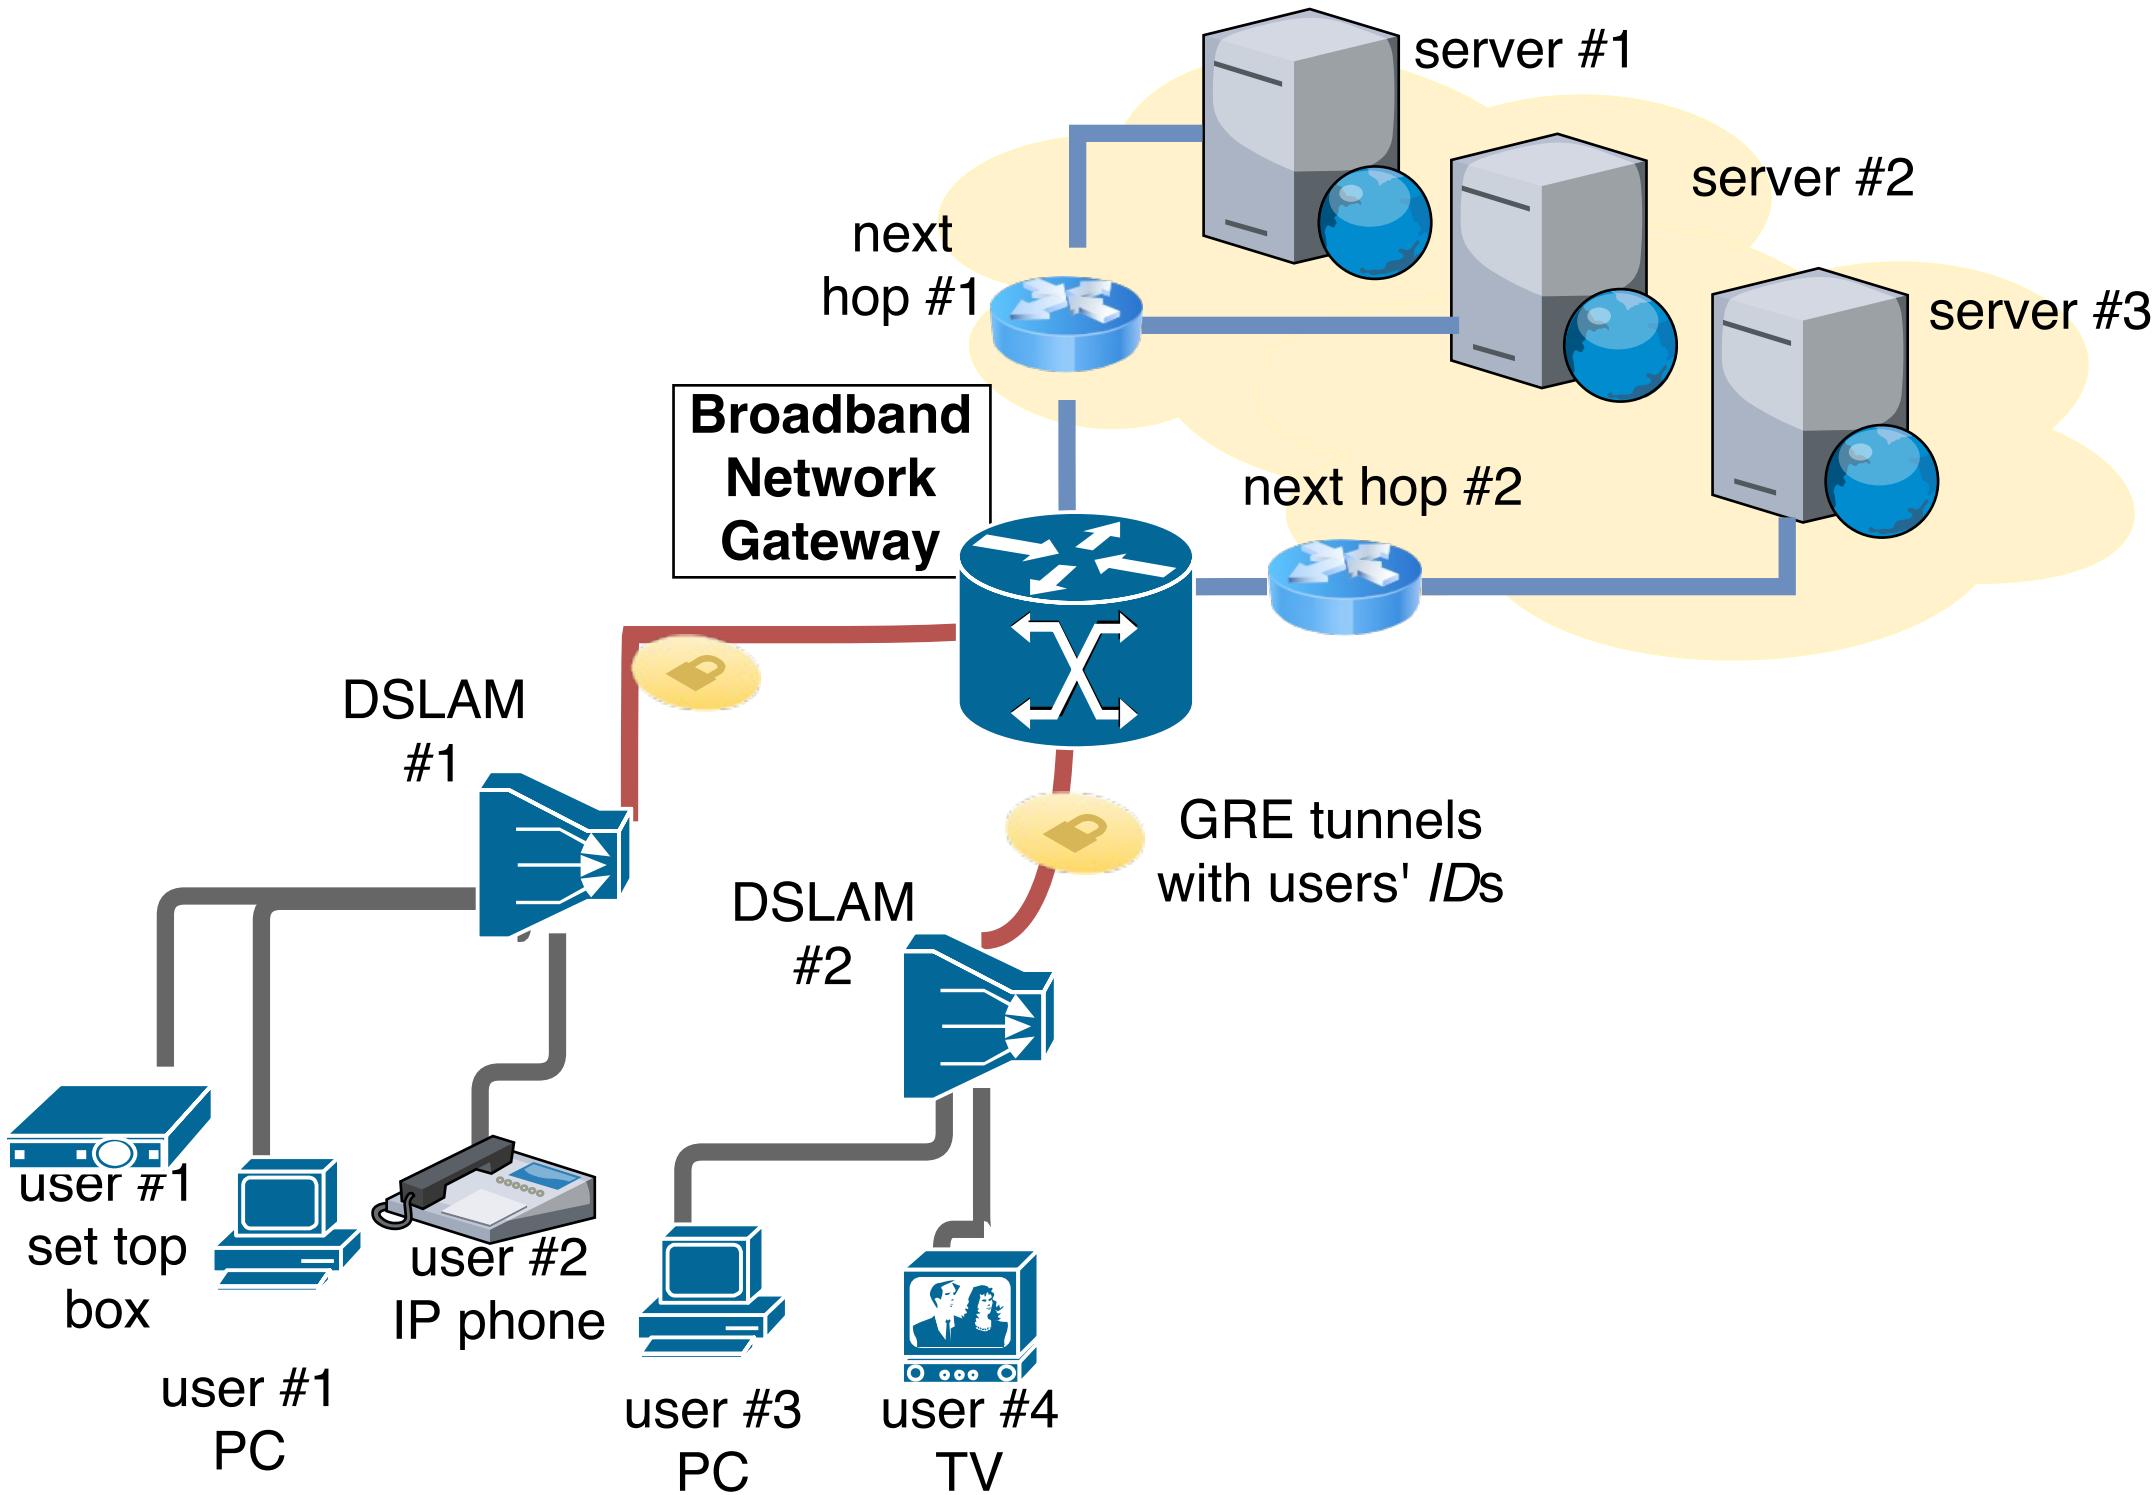 server #1
server #2
next
hop #1
server #3
Broadband
Network
Gateway
next hop #2
DSLAM
#1
GRE tunnels
with users' IDs
DSLAM
#2
user #1
set top
box
user #2
IP phone
user #1
PC
user #3
PC
user #4
TV